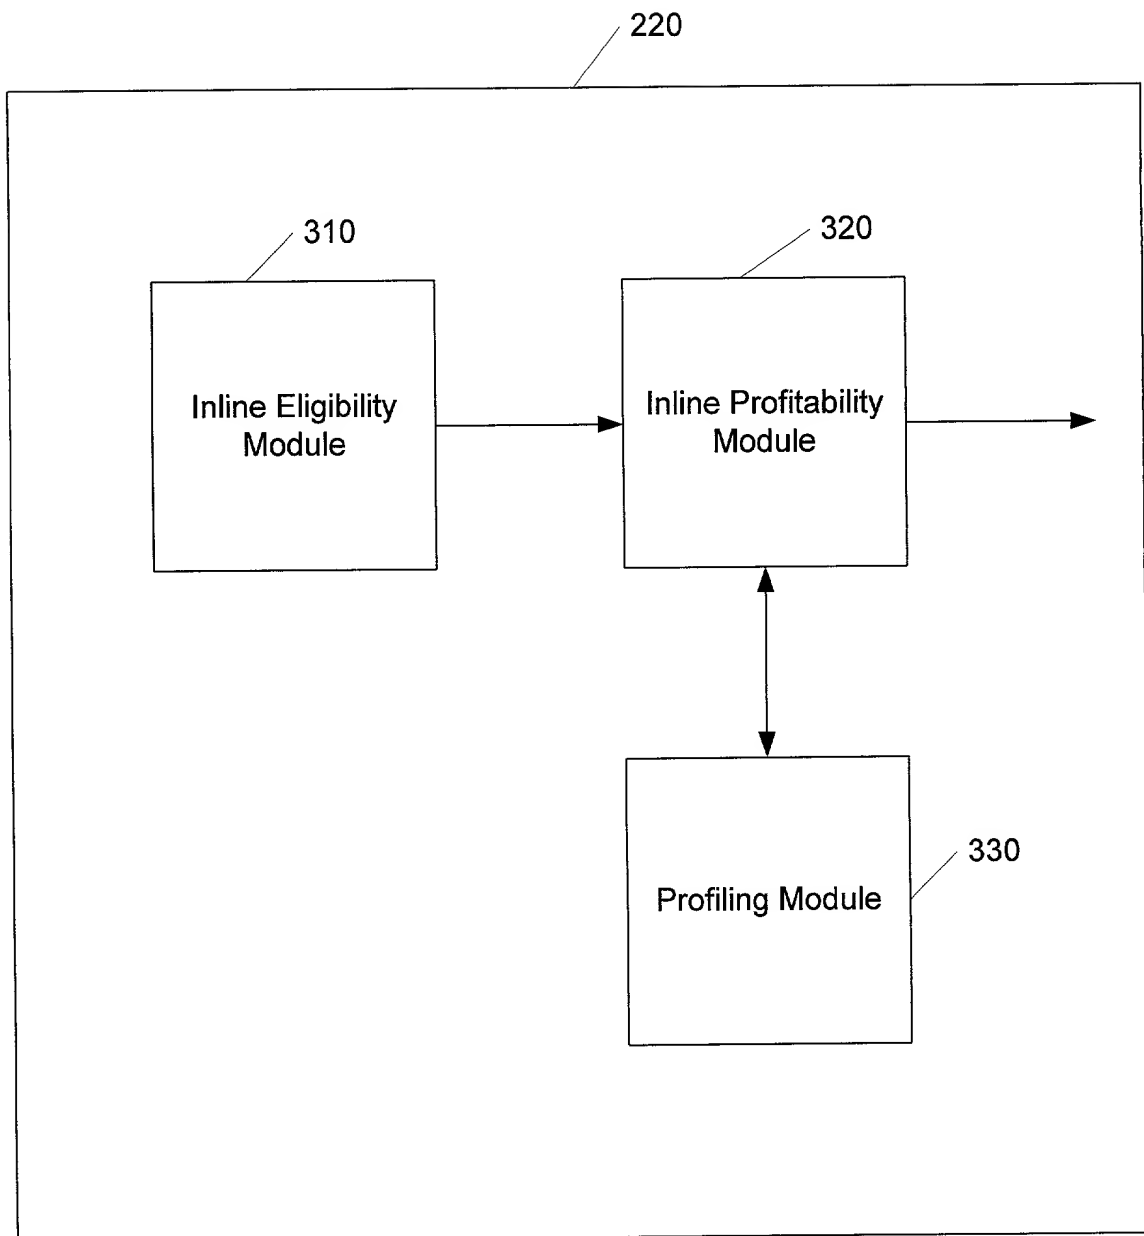 220
310
320
Inline Eligibility
Module
Inline Profitability
Module
330
Profiling Module